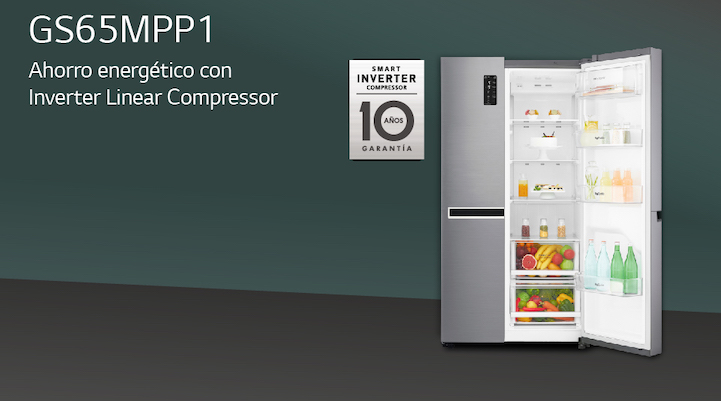 GS65MPP1
Ahorro energético con
Inverter Linear Compressor
SMART
INVERTER
COMPRESSOR
10 AÑOS
GARANTÍA